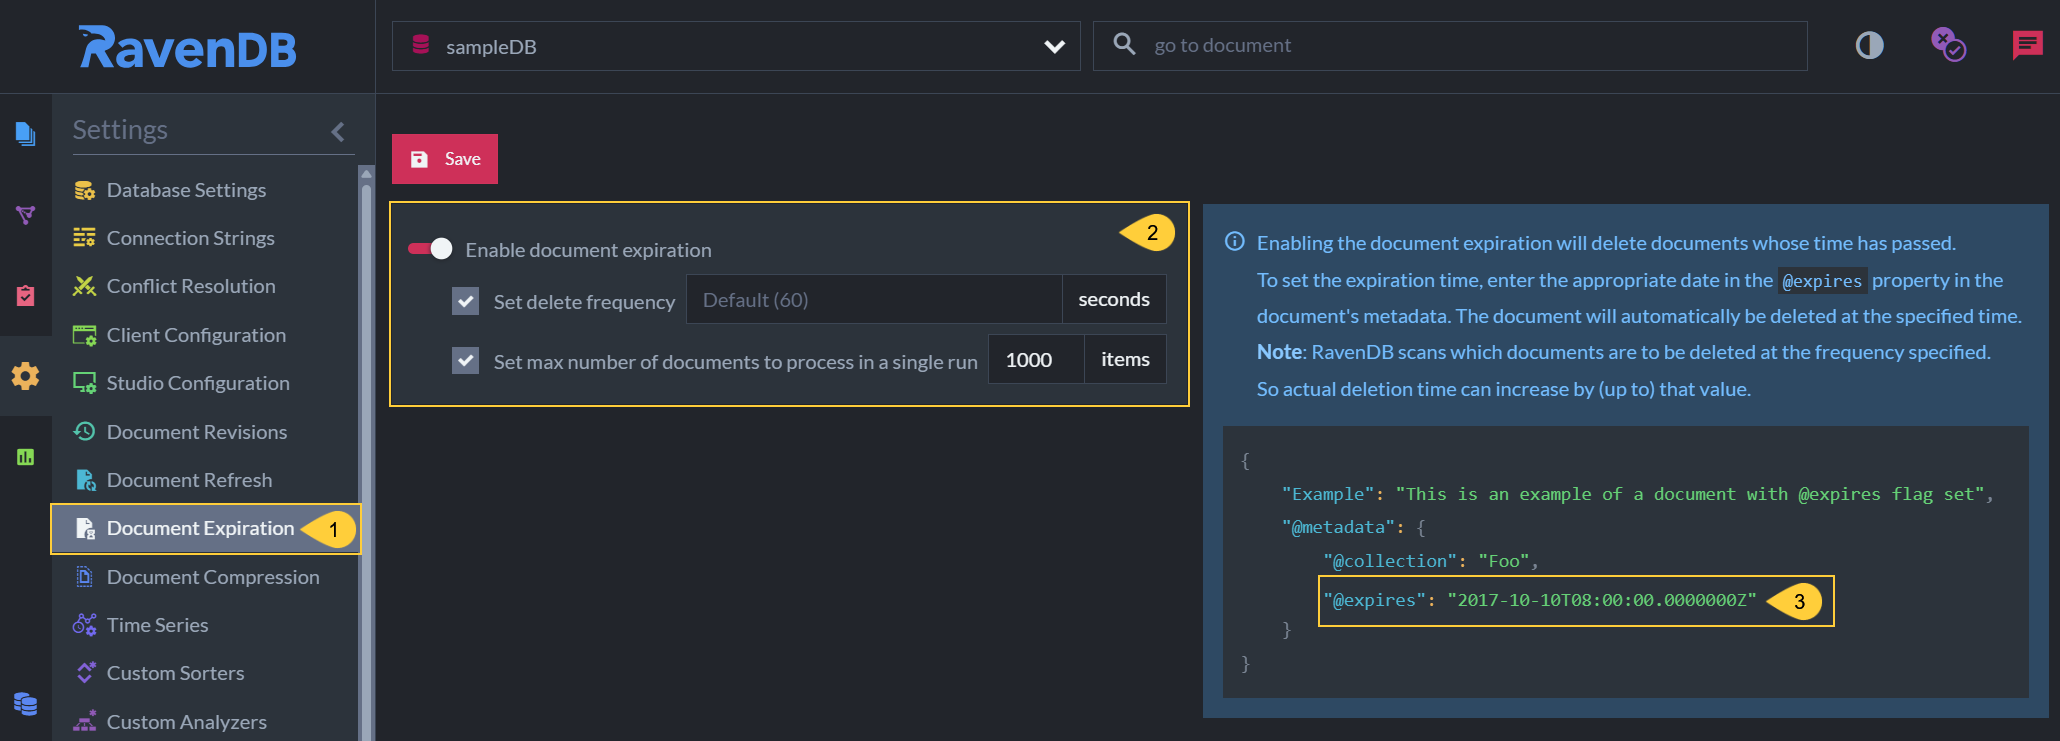 RavenDB
sampleDB
go to document
Settings
Database Settings
Connection Strings
Conflict Resolution
Client Configuration
Studio Configuration
Document Revisions
Document Refresh
Document Expiration
1
Document Compression
Time Series
Custom Sorters
Custom Analyzers
Save
2
Enable document expiration
Set delete frequency Default (60) seconds
Set max number of documents to process in a single run 1000 items
Enabling the document expiration will delete documents whose time has passed.
To set the expiration time, enter the appropriate date in the @expires property in the
document's metadata. The document will automatically be deleted at the specified time.
Note: RavenDB scans which documents are to be deleted at the frequency specified.
So actual deletion time can increase by (up to) that value.
{
"Example": "This is an example of a document with @expires flag set",
"@metadata": {
"@collection": "Foo",
"@expires": "2017-10-10T08:00:00.0000000Z" 3
}
}